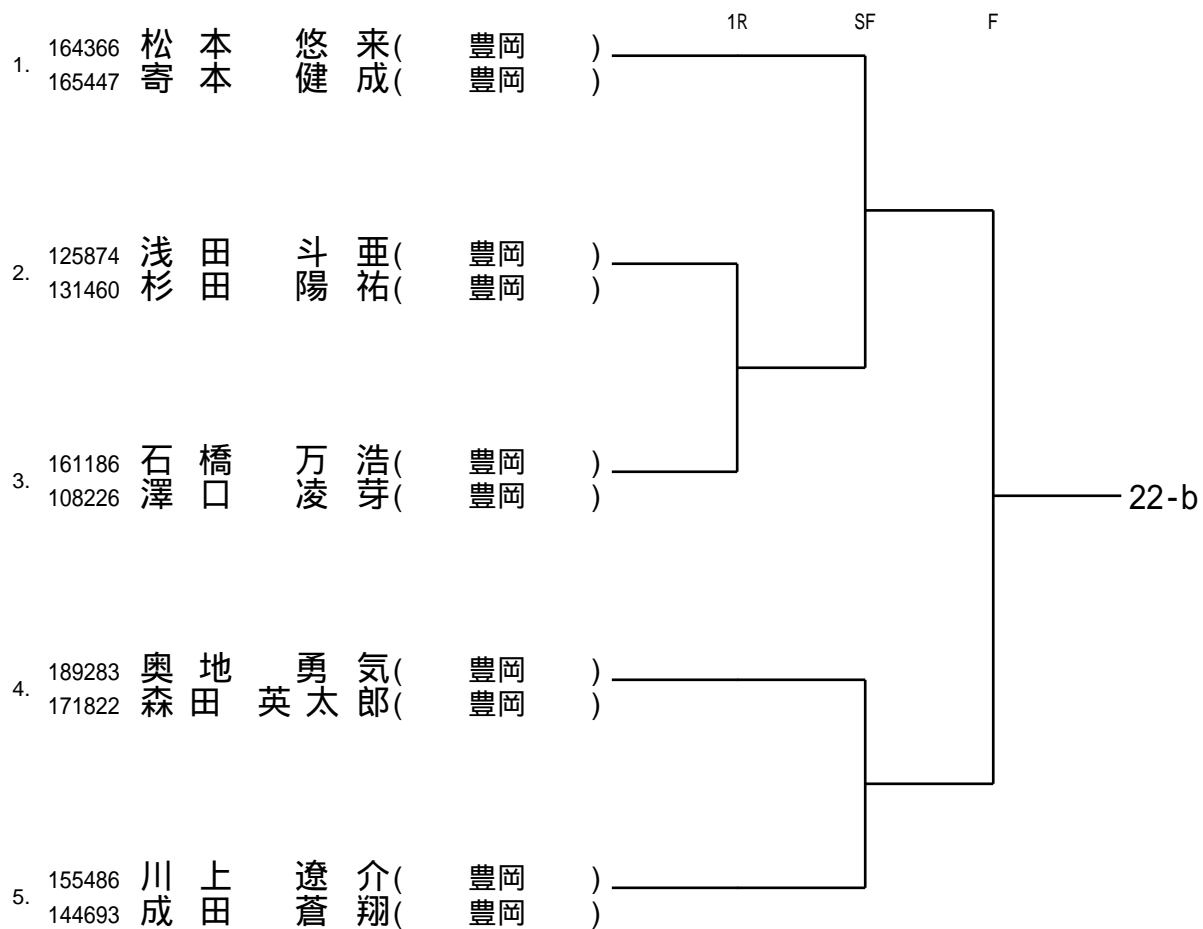 1R SF F
1. 164366 松本 悠来( 豊岡 )
165447 寄本 健成( 豊岡 )
2. 125874 浅田 斗亜( 豊岡 )
131460 杉田 陽祐( 豊岡 )
3. 161186 石橋 万浩( 豊岡 )
108226 澤口 凌芽( 豊岡 )
22-b
4. 189283 奥地 勇気( 豊岡 )
171822 森田 英太郎( 豊岡 )
5. 155486 川上 遼介( 豊岡 )
144693 成田 蒼翔( 豊岡 )